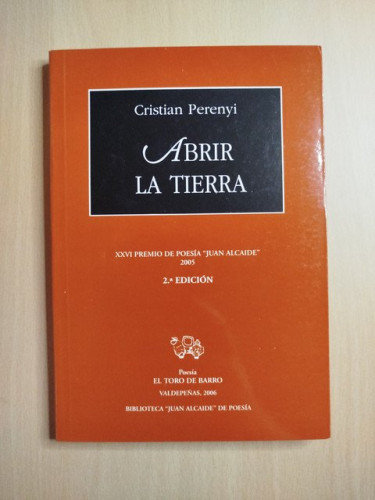 Cristian Perenyi
ABRIR
LA TIERRA
XXVI PREMIO DE POESÍA "JUAN ALCAIDE"
2005
2.ª EDICIÓN
Poesía
EL TORO DE BARRO
VALDEPEÑAS, 2006
BIBLIOTECA "JUAN ALCAIDE" DE POESÍA